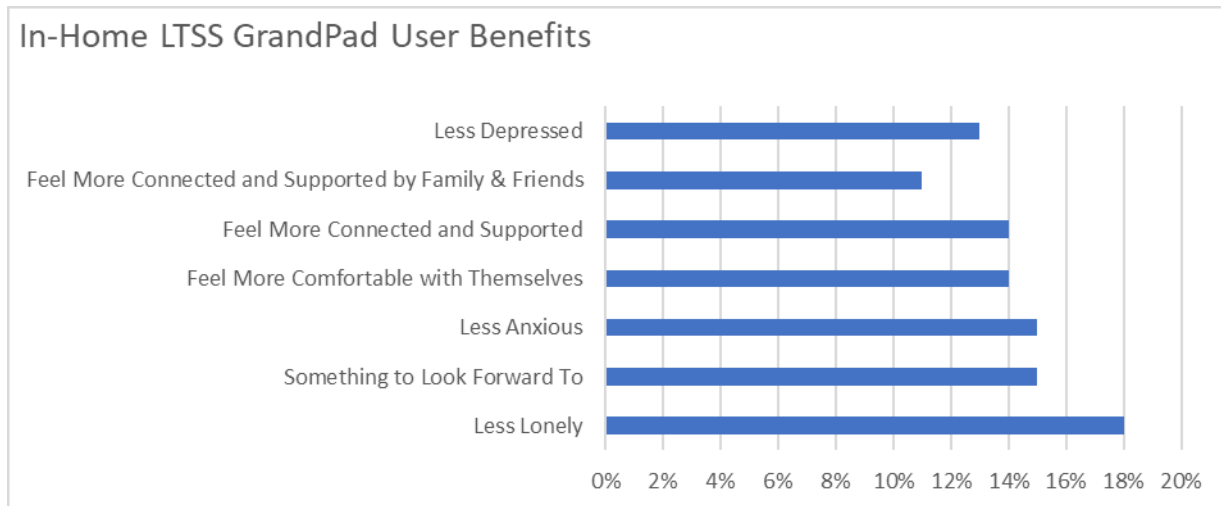 In-Home LTSS GrandPad User Benefits
Less Depressed
Feel More Connected and Supported by Family & Friends
Feel More Connected and Supported
Feel More Comfortable with Themselves
Less Anxious
Something to Look Forward To
Less Lonely
0% 2% 4% 6% 8% 10% 12% 14% 16% 18% 20%